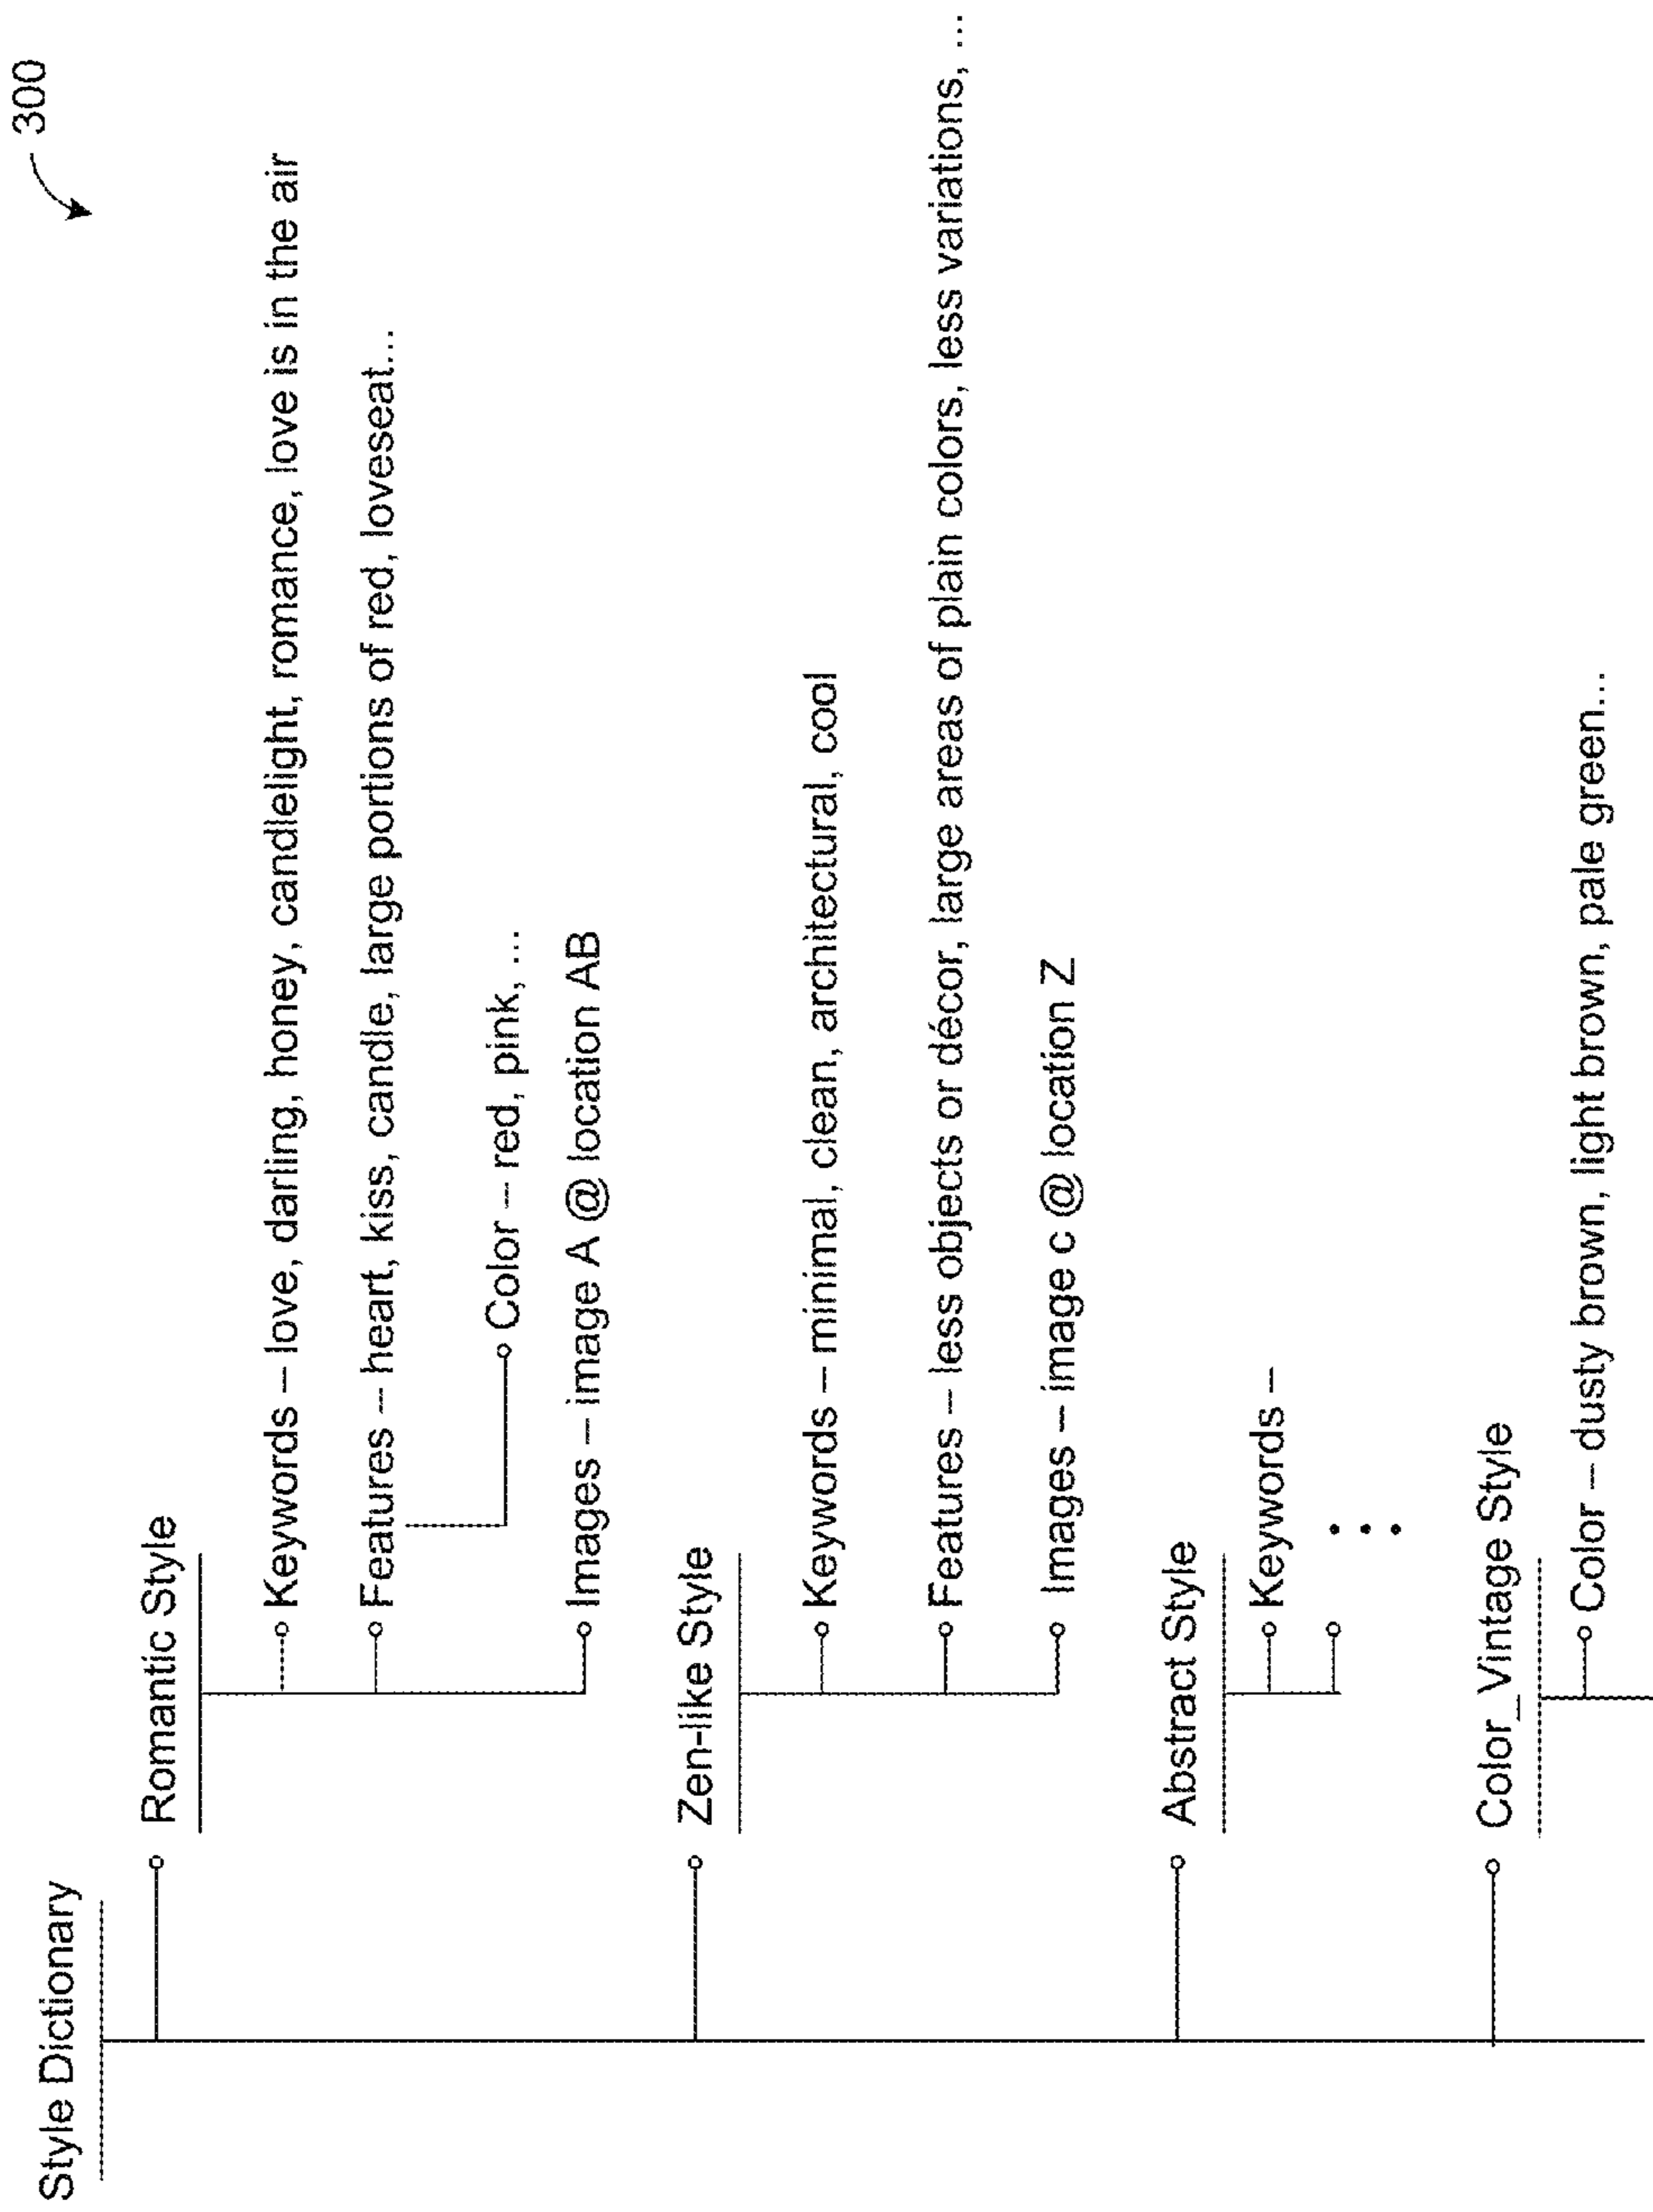 300
Style Dictionary
Romantic Style
Keywords – love, darling, honey, candlelight, romance, love is in the air
Features – heart, kiss, candle, large portions of red, loveseat...
Color – red, pink, ...
Images – image A @ location AB
Zen-like Style
Keywords – minimal, clean, architectural, cool
Features – less objects or décor, large areas of plain colors, less variations, ...
Images – image c @ location Z
Abstract Style
Keywords –
Color_Vintage Style
Color – dusty brown, light brown, pale green...